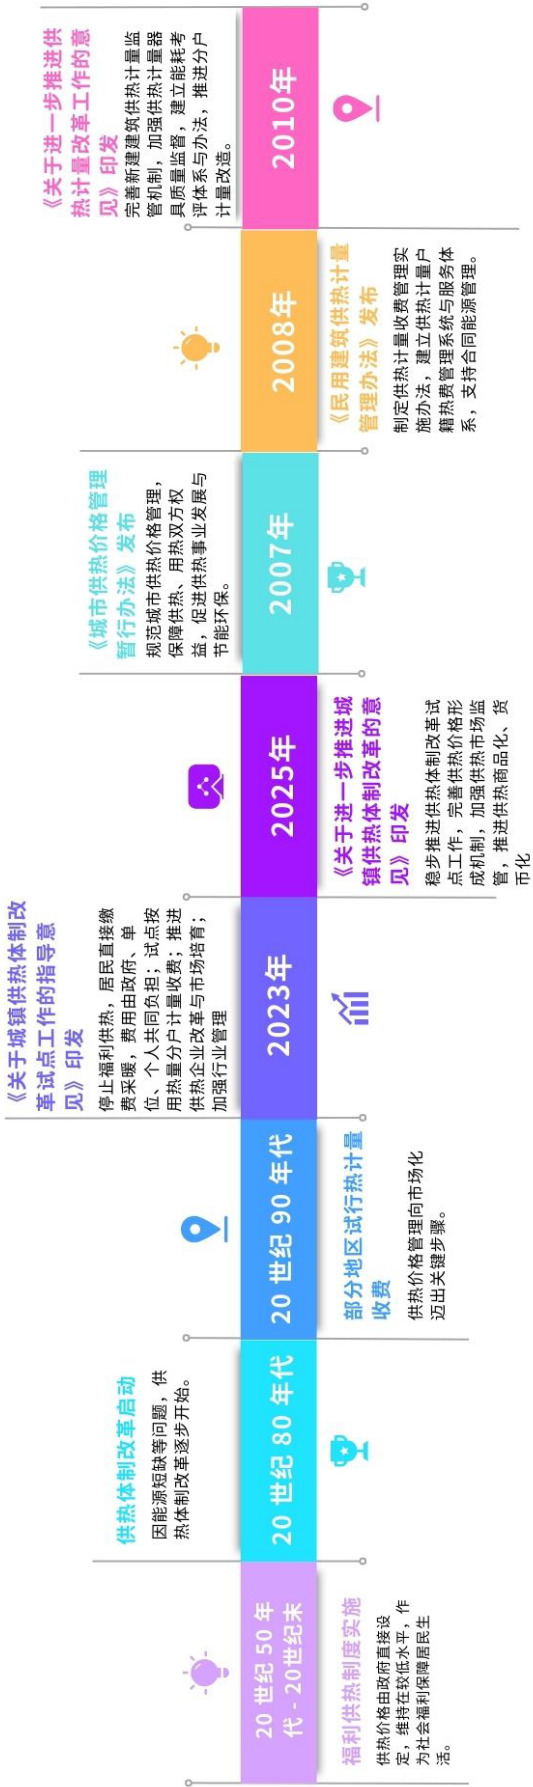 20 世纪 50 年
代 - 20世纪末
福利供热制度实施
供热价格由政府直接设
定，维持在较低水平，作
为社会福利保障居民生
活。
供热体制改革启动
因能源短缺等问题，供
热体制改革逐步开始。
20 世纪 80 年代
20 世纪 90 年代
部分地区试行热计量
收费
供热价格管理向市场化
迈出关键步骤。
《关于城镇供热体制改
革试点工作的指导意
见》印发
停止福利供热，居民直接缴
费采暖，费用由政府、单
位、个人共同负担；试点按
用热量分户计量收费；推进
供热企业改革与市场培育；
加强行业管理
2023年
2025年
《关于进一步推进城
镇供热体制改革的意
见》印发
稳步推进供热体制改革试
点工作，完善供热价格形
成机制，加强供热市场监
管，推进供热商品化、货
币化
《城市供热价格管理
暂行办法》发布
规范城市供热价格管理，
保障供热、用热双方权
益，促进供热事业发展与
节能环保。
2007年
2008年
《民用建筑供热计量
管理办法》发布
制定供热计量收费管理实
施办法，建立供热计量户
籍热费管理系统与服务体
系，支持合同能源管理。
《关于进一步推进供
热计量改革工作的意
见》印发
完善新建建筑供热计量监
管机制，加强供热计量器
具质量监督，建立能耗考
评体系与办法，推进分户
计量改造。
2010年